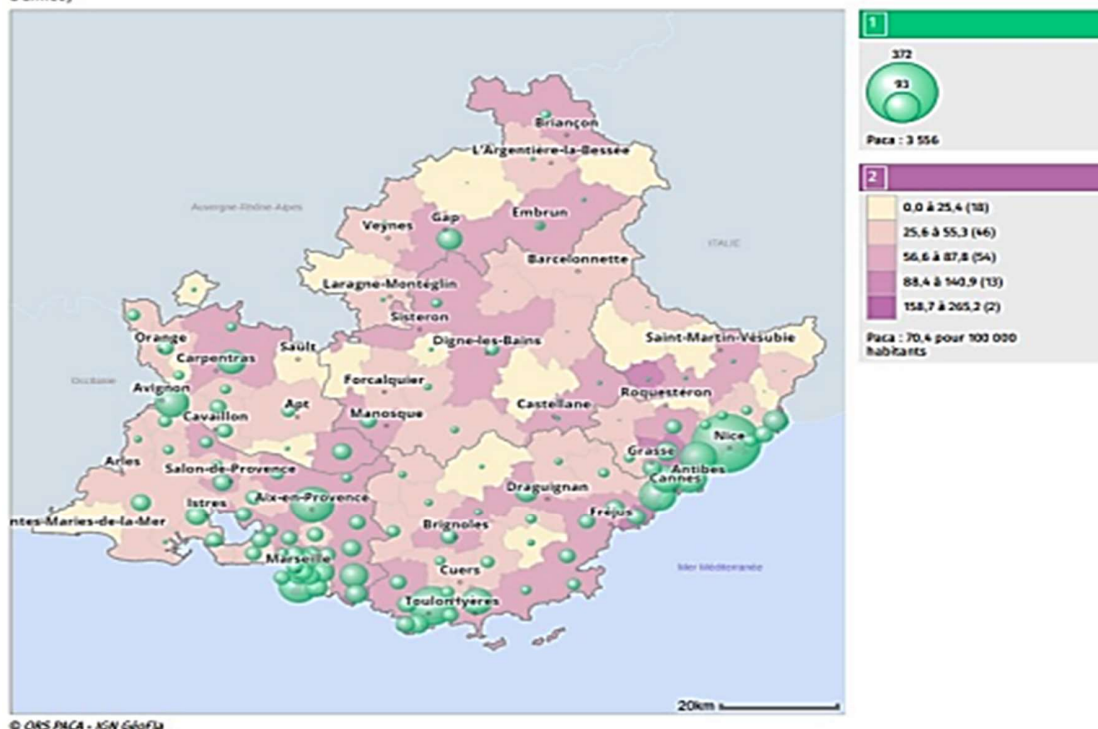 1
372
93
Paca : 3 556
2
0,0 à 25,4 (18)
25,6 à 55,3 (46)
56,6 à 87,8 (54)
88,4 à 140,9 (13)
158,7 à 265,2 (2)
Paca : 70,4 pour 100 000
habitants
Briançon
L'Argentière-la-Bessée
Auvergne-Rhône-Alpes
Gap
Embrun
Veynes
ITALIE
Barcelonnette
Laragne-Montéglin
Sisteron
Orange
Sault
Digne-les-Bains
Saint-Martin-Vésubie
Carpentras
Occitanie
Avignon
Forcalquier
Roquestéron
Cavaillon
Apt
Manosque
Castellane
Nice
Arles
Grasse
Salon-de-Provence
Antibes
Cannes
Istres
Aix-en-Provence
Draguignan
Fréjus
ntes-Maries-de-la-Mer
Brignoles
Marseille
Cuers
Mer Méditerranée
Toulon
Hyères
20km
© ORS PACA - IGN GéoFla